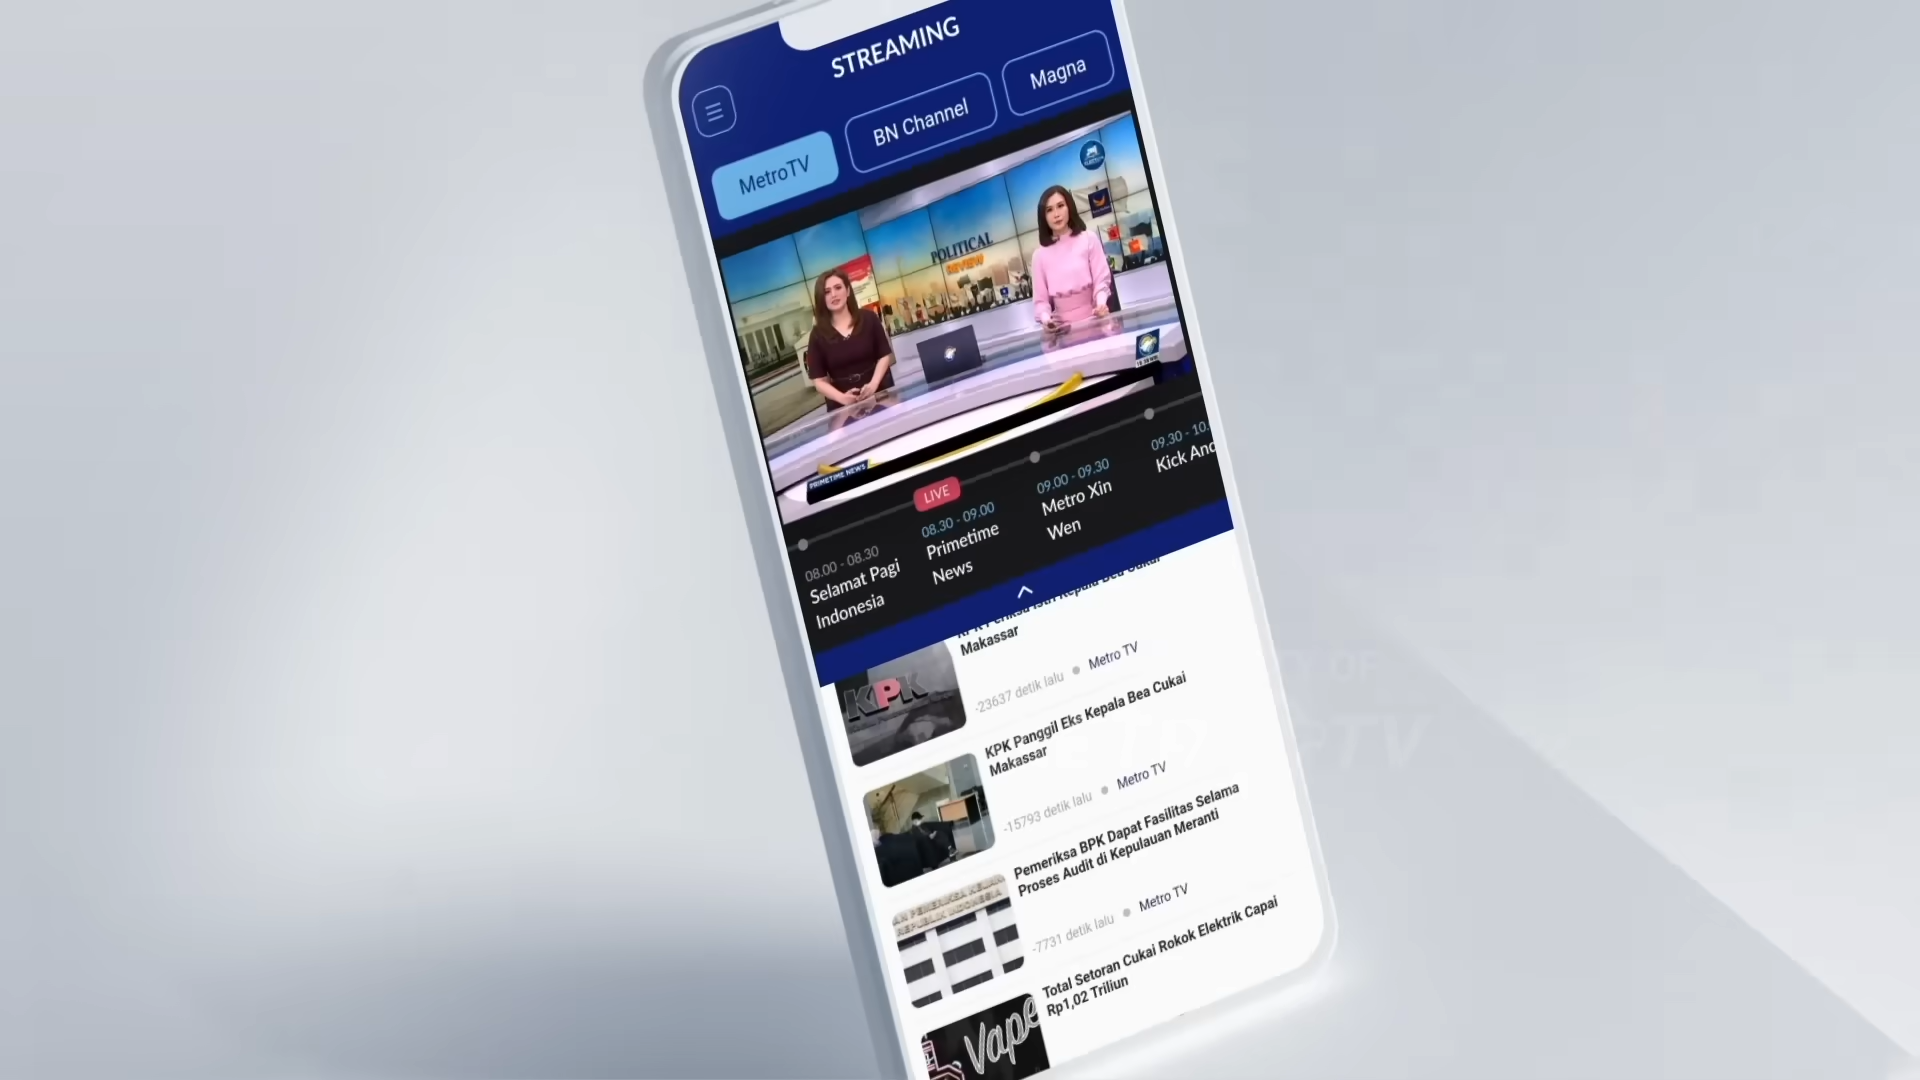 STREAMING
MetroTV
BN Channel
Magna
POLITICAL
REVIEW
PRIMETIME NEWS
LIVE
08.00 - 08.30
Selamat Pagi
Indonesia
08.30 - 09.00
Primetime
News
09.00 - 09.30
Metro Xin
Wen
09.30 - 10.
Kick And
Makassar
-23637 detik lalu • Metro TV
KPK
KPK Panggil Eks Kepala Bea Cukai
Makassar
-15793 detik lalu • Metro TV
Pemeriksa BPK Dapat Fasilitas Selama
Proses Audit di Kepulauan Meranti
-7731 detik lalu • Metro TV
REPUBLIK INDONESIA
Total Setoran Cukai Rokok Elektrik Capai
Rp1,02 Triliun
Vape